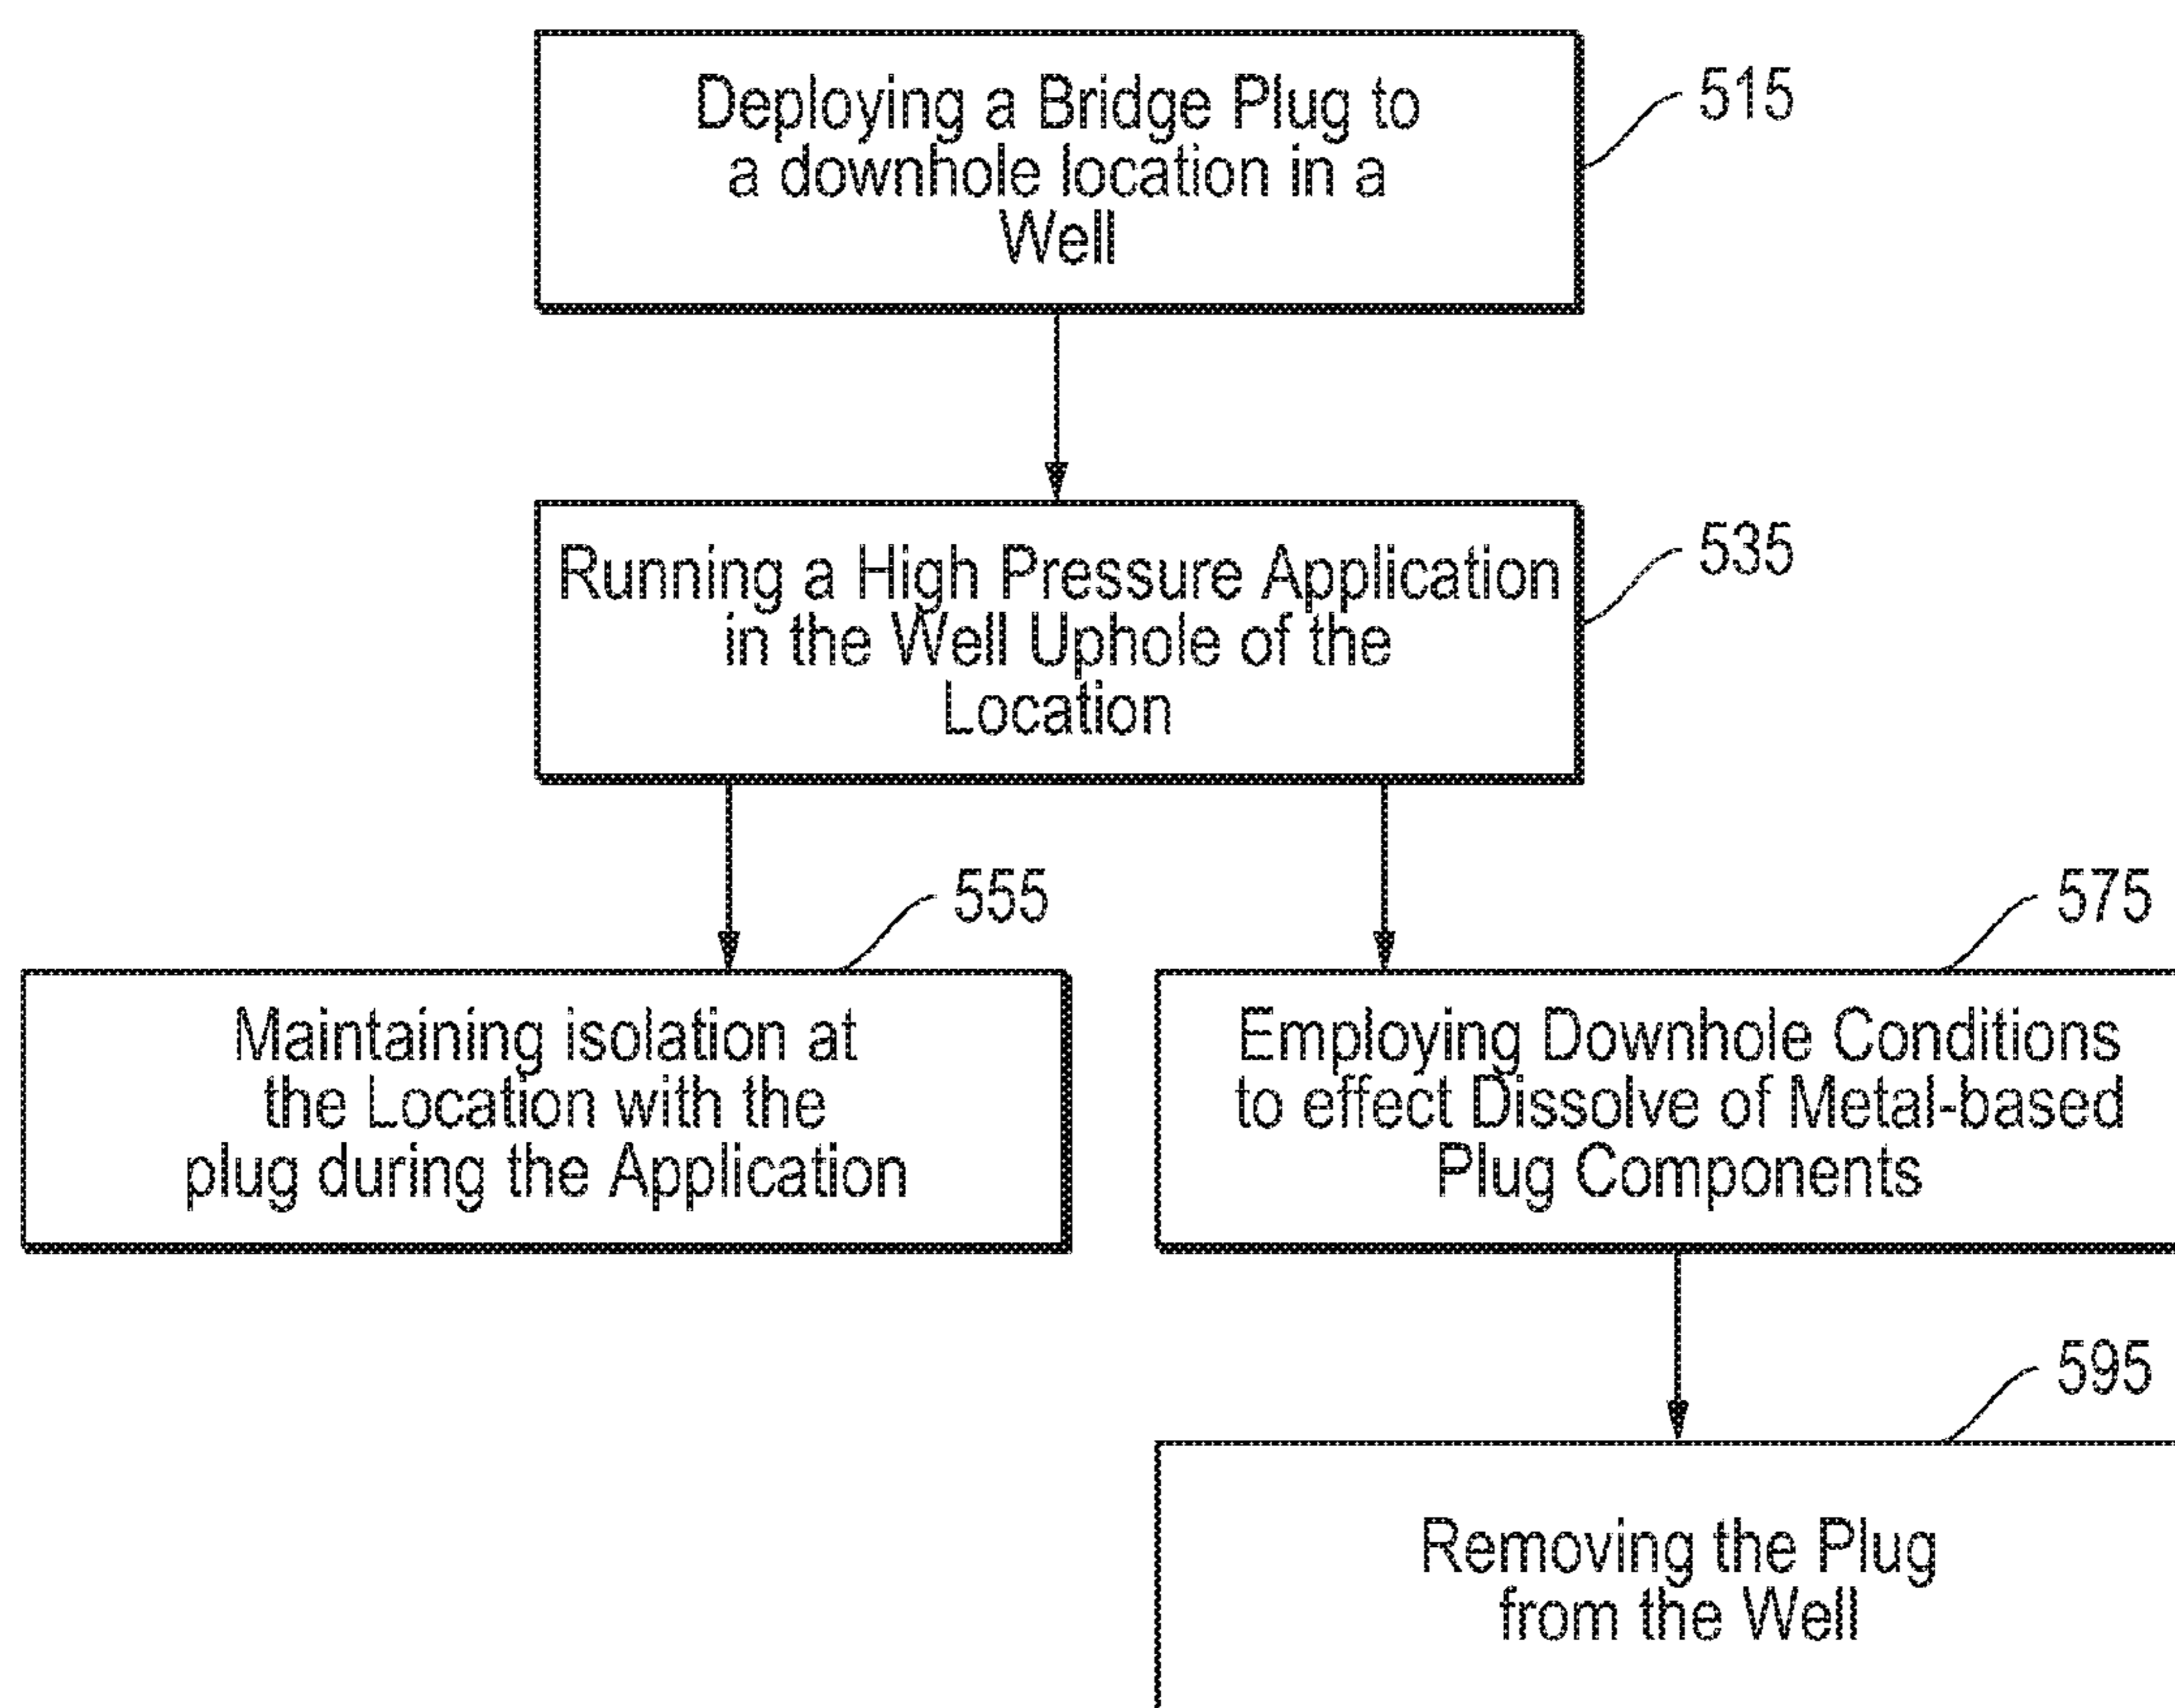 Deploying a Bridge Plug to
a downhole location in a
Well
515
Running a High Pressure Application
in the Well Uphole of the
Location
535
555
Maintaining isolation at
the Location with the
plug during the Application
575
Employing Downhole Conditions
to effect Dissolve of Metal-based
Plug Components
595
Removing the Plug
from the Well